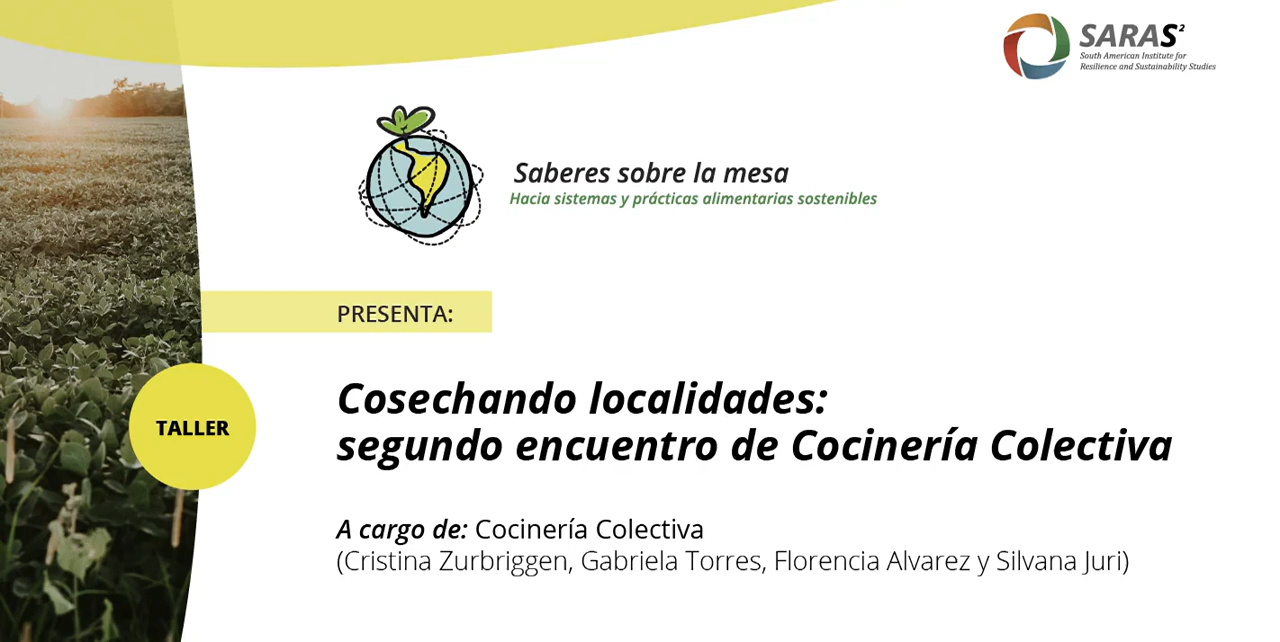 SARAS²
South American Institute for
Resilience and Sustainability Studies
Saberes sobre la mesa
Hacia sistemas y prácticas alimentarias sostenibles
PRESENTA:
TALLER
Cosechando localidades:
segundo encuentro de Cocinería Colectiva
A cargo de: Cocinería Colectiva
(Cristina Zurbriggen, Gabriela Torres, Florencia Alvarez y Silvana Juri)